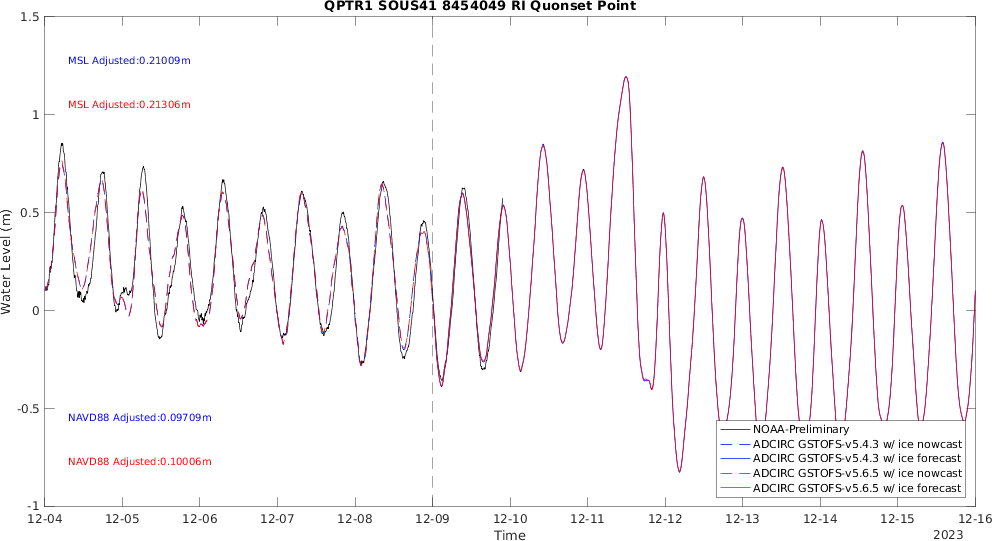 QPTR1 SOUS41 8454049 RI Quonset Point
1.5
1
0.5
0
-0.5
-1
Water Level (m)
MSL Adjusted:0.21009m
MSL Adjusted:0.21306m
NAVD88 Adjusted:0.09709m
NAVD88 Adjusted:0.10006m
NOAA-Preliminary
ADCIRC GSTOFS-v5.4.3 w/ ice nowcast
ADCIRC GSTOFS-v5.4.3 w/ ice forecast
ADCIRC GSTOFS-v5.6.5 w/ ice nowcast
ADCIRC GSTOFS-v5.6.5 w/ ice forecast
12-04 12-05 12-06 12-07 12-08 12-09 12-10 12-11 12-12 12-13 12-14 12-15 12-16
Time
2023